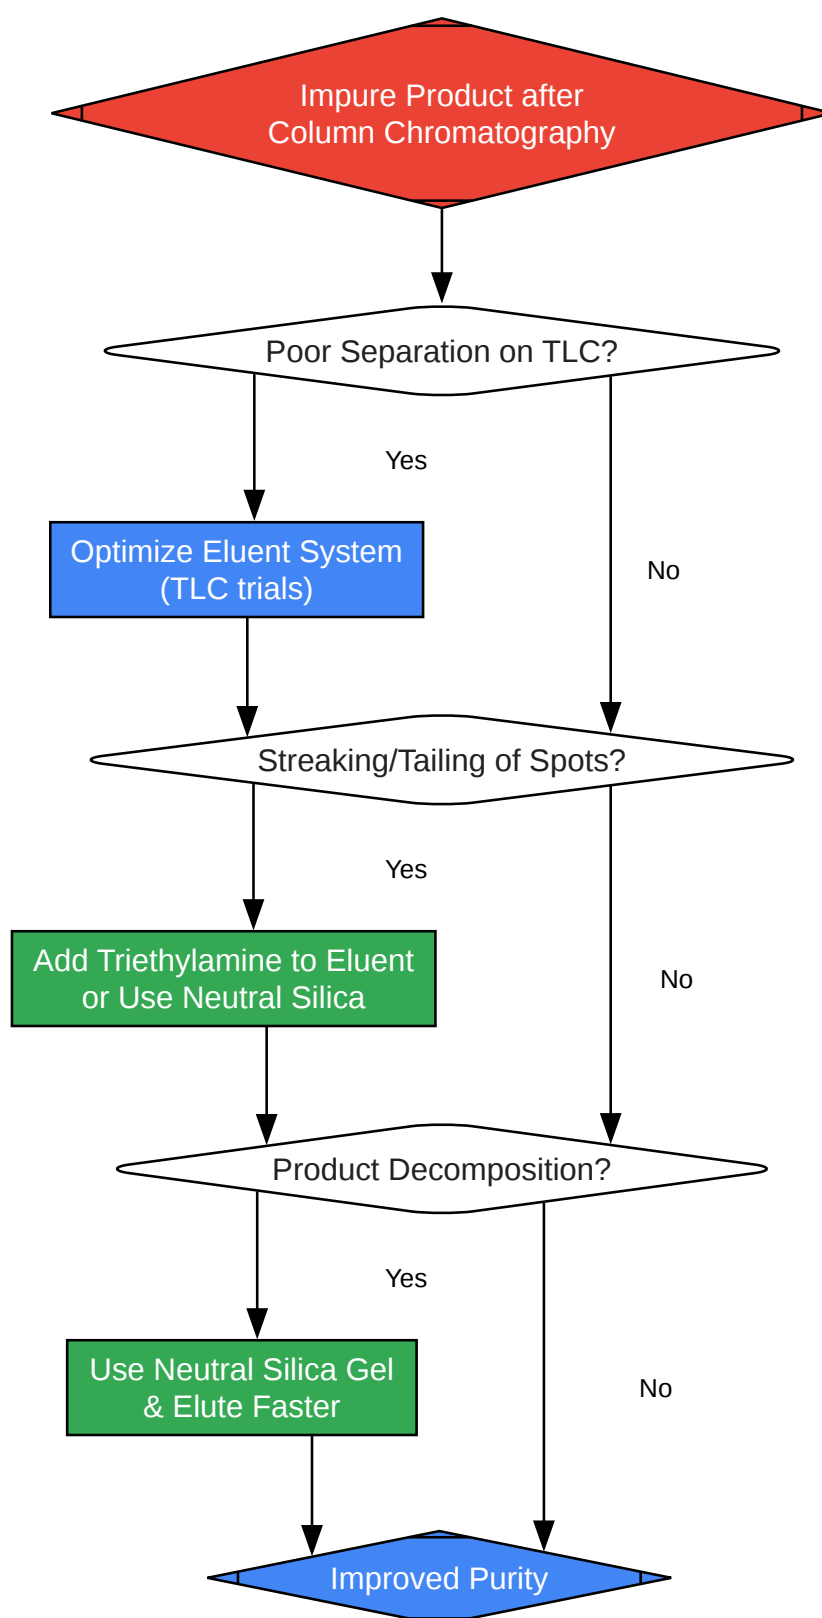 Impure Product after
Column Chromatography
Poor Separation on TLC?
Yes
Optimize Eluent System
(TLC trials)
No
Streaking/Tailing of Spots?
Yes
Add Triethylamine to Eluent
or Use Neutral Silica
No
Product Decomposition?
Yes
Use Neutral Silica Gel
& Elute Faster
No
Improved Purity